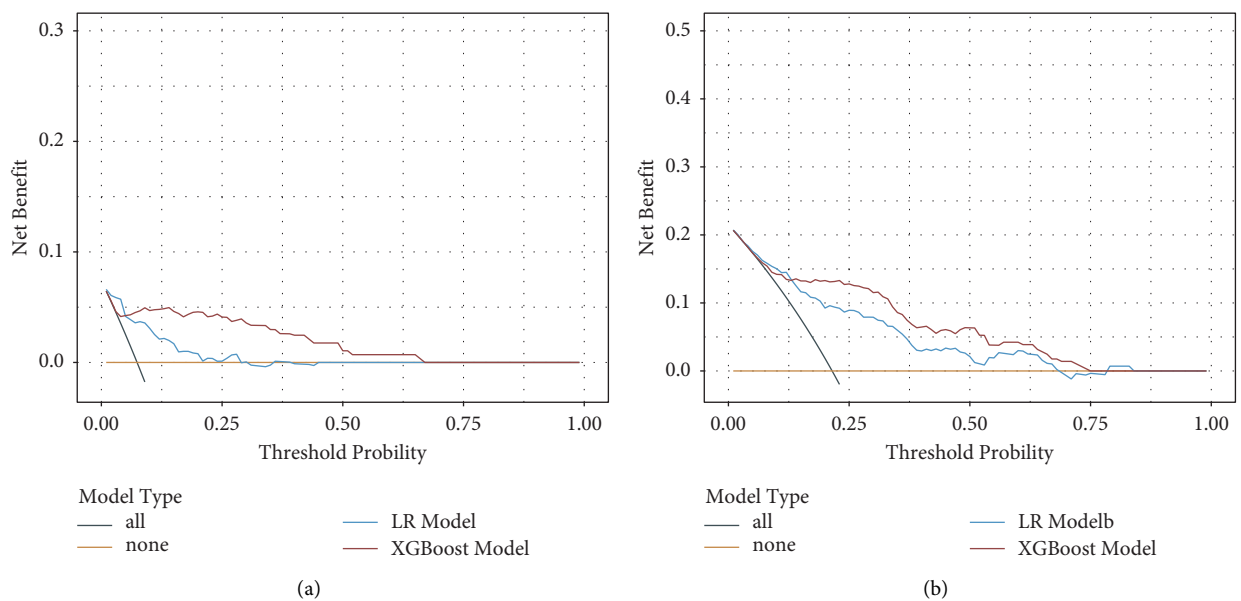 0.3
0.2
0.1
0.0
Net Benefit
0.00 0.25 0.50 0.75 1.00
Threshold Probility
Model Type
all
none
LR Model
XGBoost Model
(a)
0.5
0.4
0.3
0.2
0.1
0.0
Net Benefit
0.00 0.25 0.50 0.75 1.00
Threshold Probility
Model Type
all
none
LR Modelb
XGBoost Model
(b)